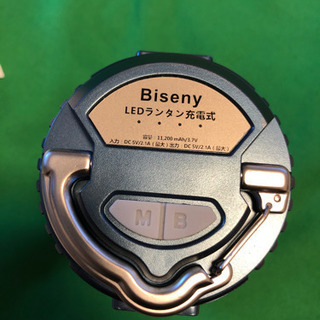 Biseny
LEDランタン充電式
容量：11,200 mAh/3.7V
入力：DC 5V/2.1A（最大）出力：DC 5V/2.1A（最大）
M B